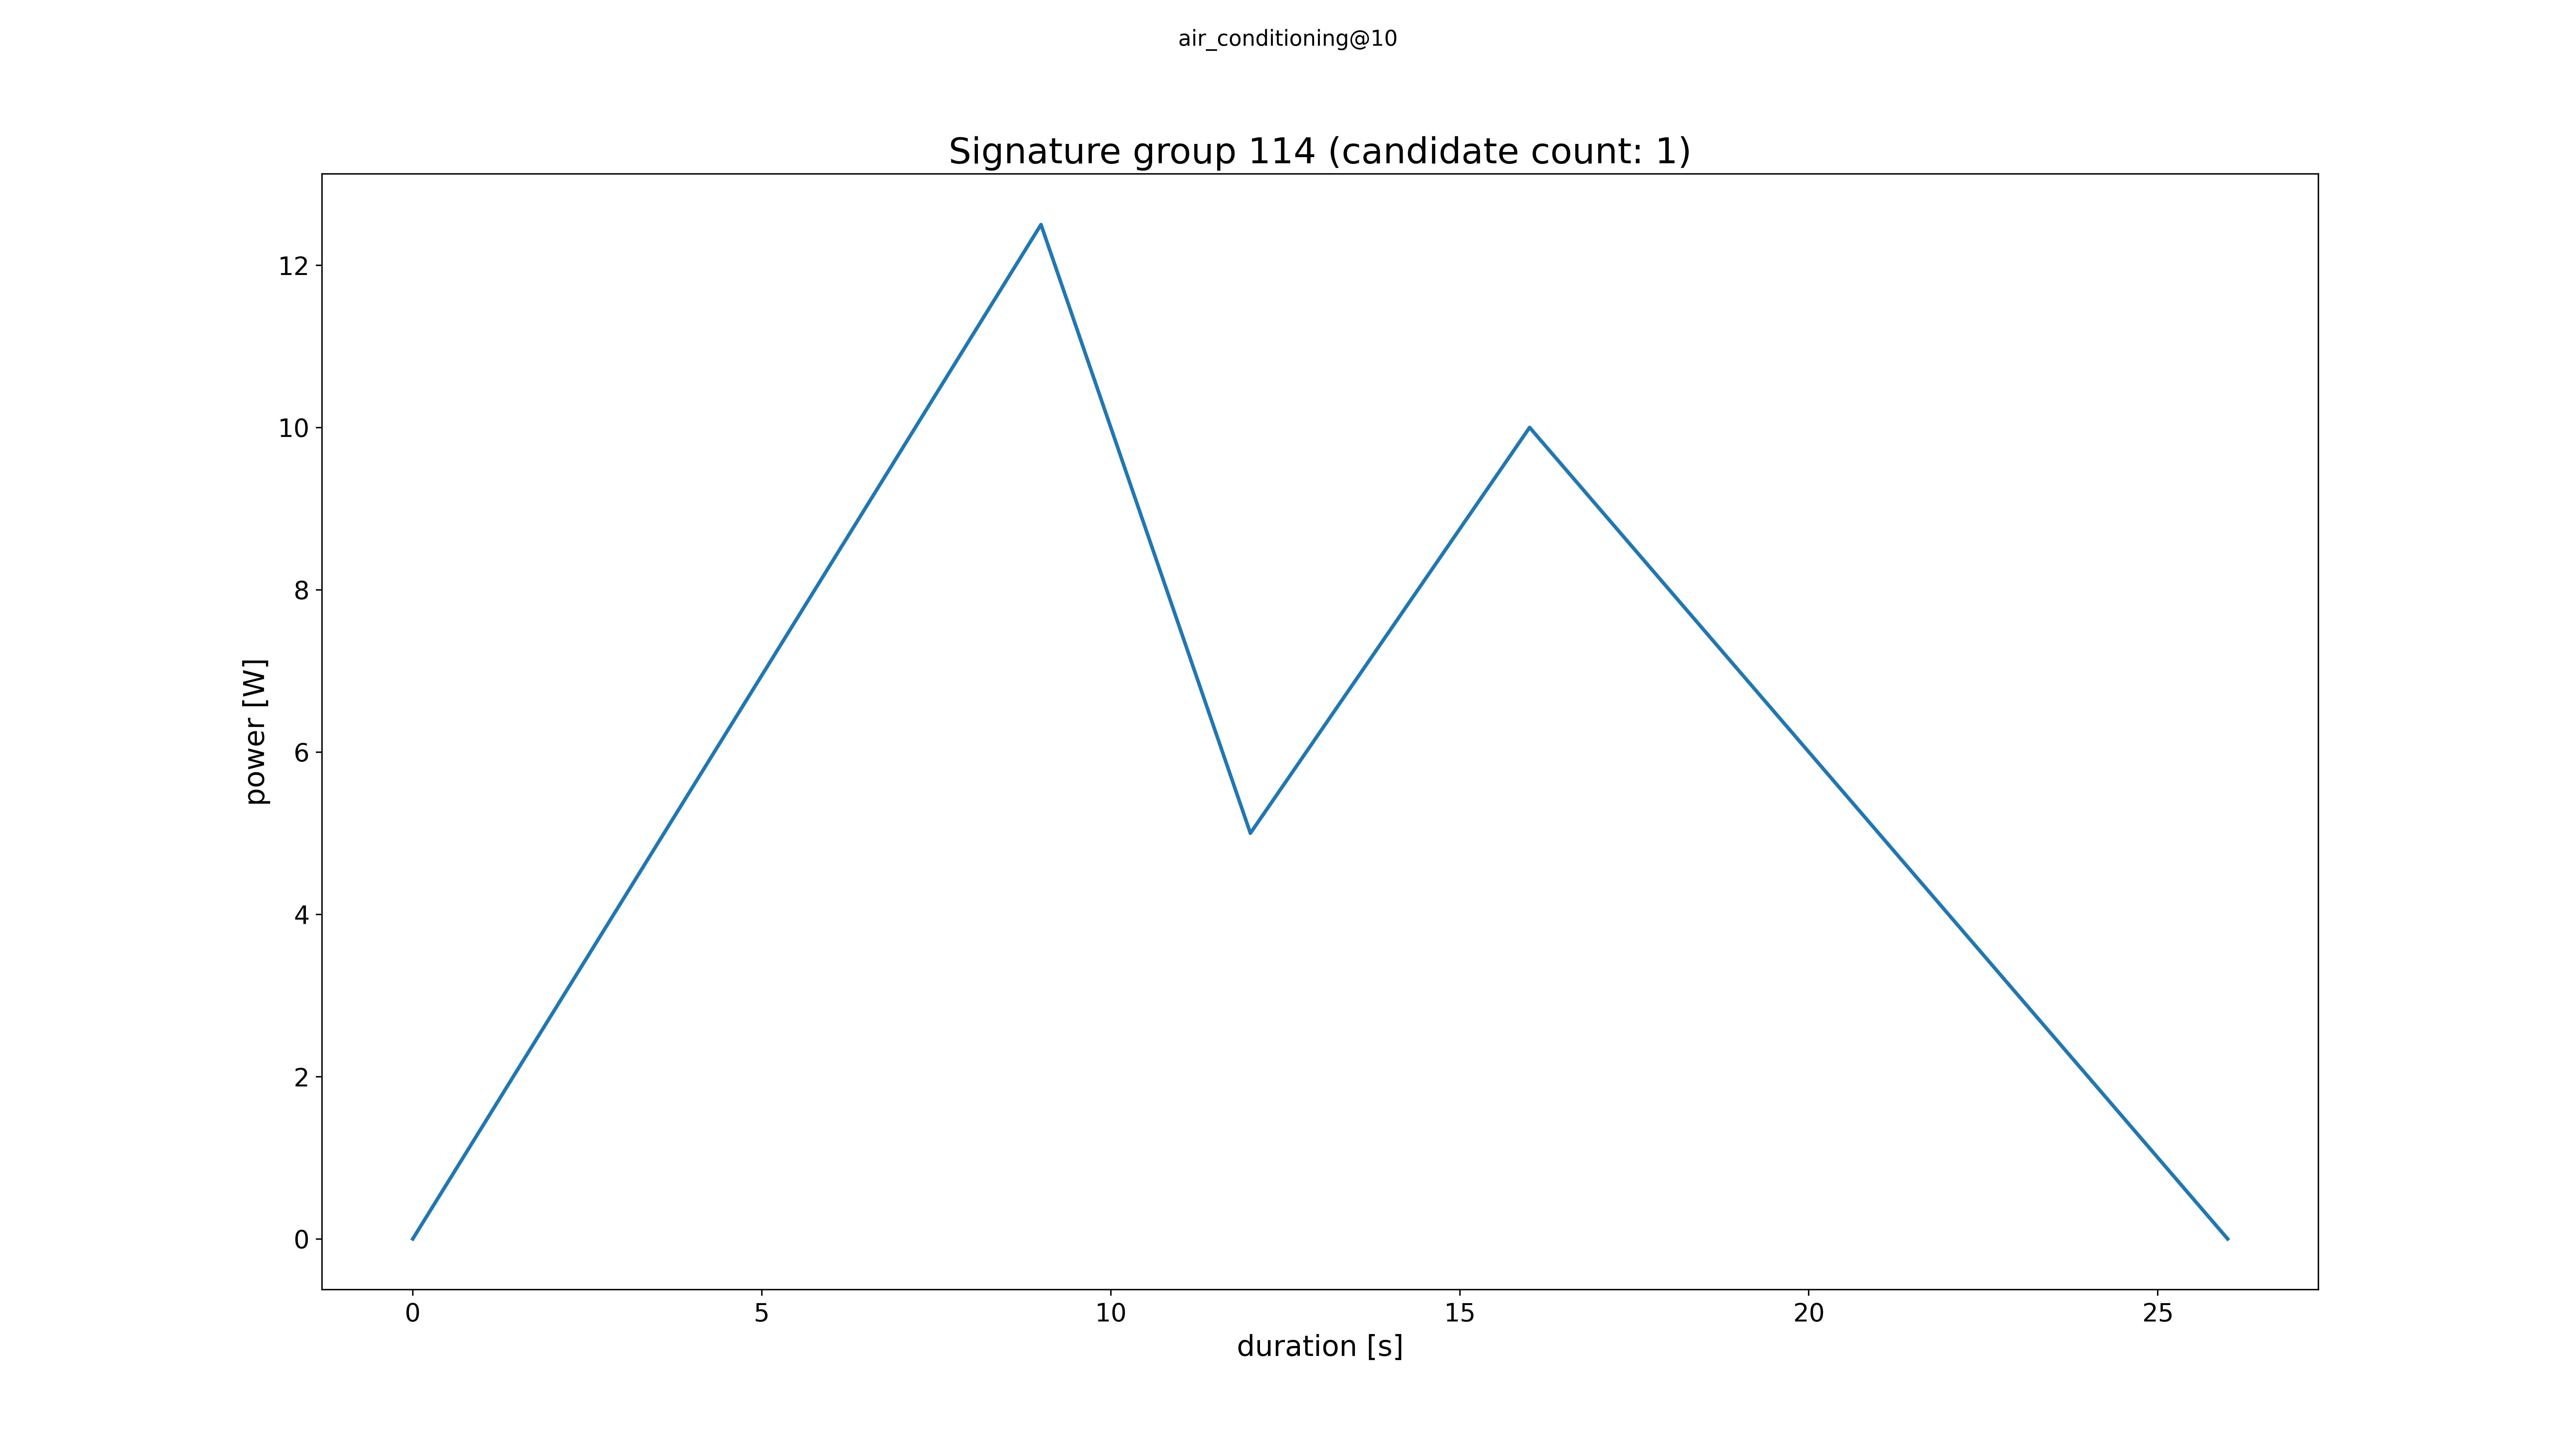 air_conditioning@10
Signature group 114 (candidate count: 1)
12
10
8
6
4
2
0
power [W]
0 5 10 15 20 25
duration [s]